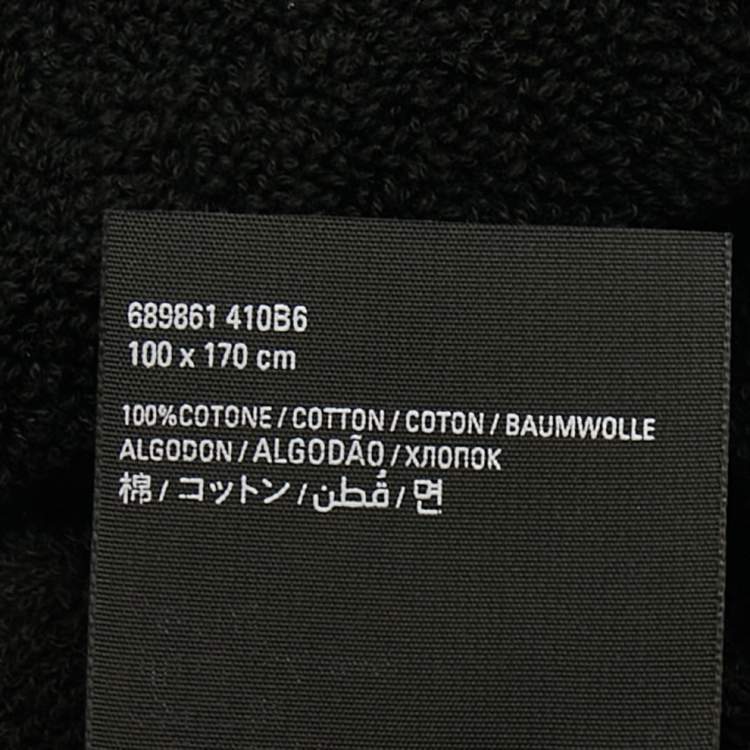 689861 410B6
100 x 170 cm
100%COTONE / COTTON / COTON / BAUMWOLLE
ALGODON / ALGODÃO / ХЛОПОК
棉 / コットン / قُطن / 면